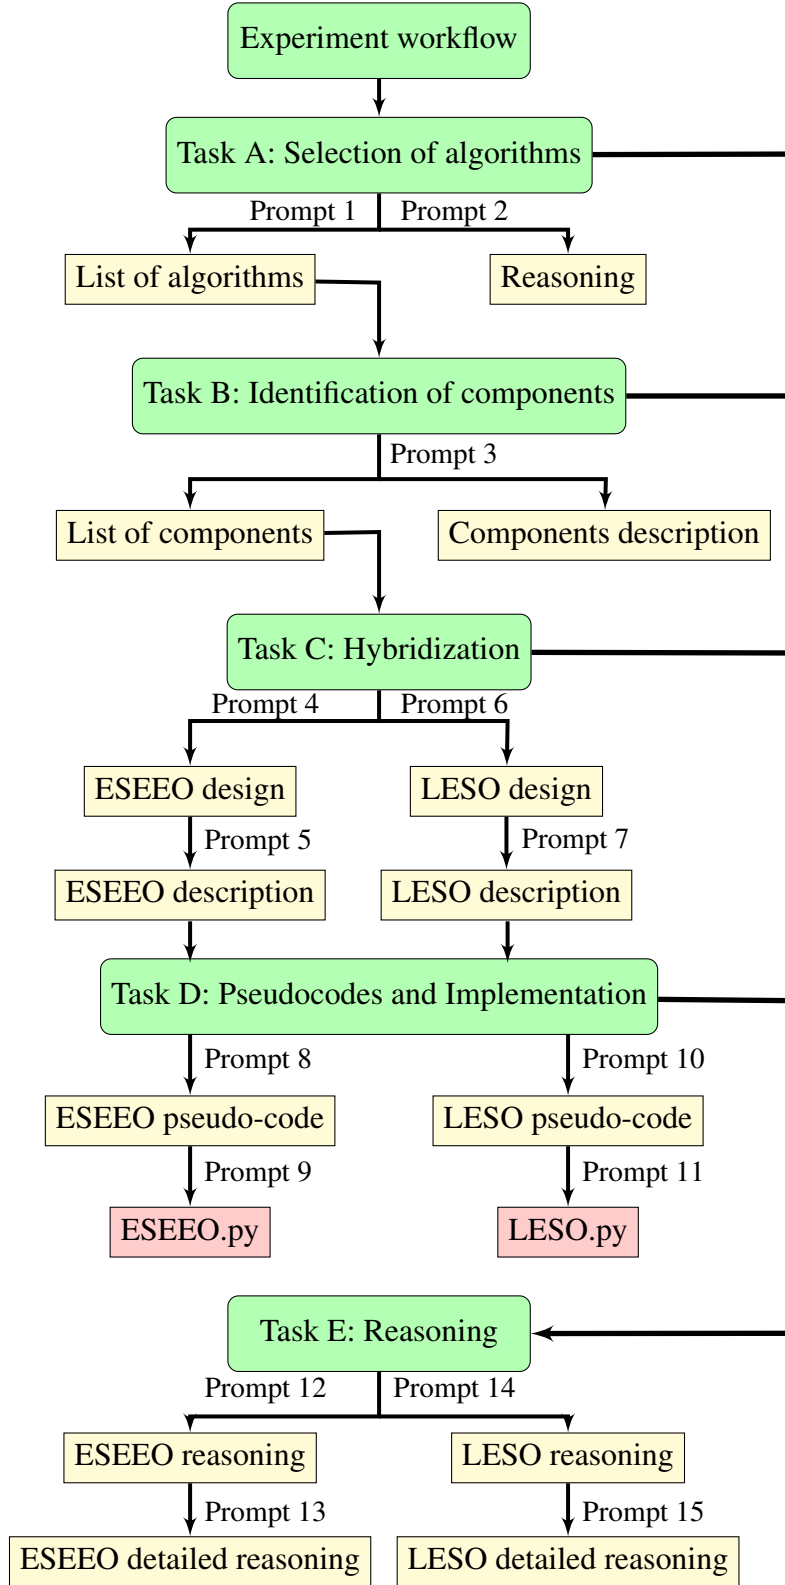 Experiment workflow
Task A: Selection of algorithms
Prompt 1
Prompt 2
List of algorithms
Reasoning
Task B: Identification of components
Prompt 3
List of components
Components description
Task C: Hybridization
Prompt 4
Prompt 6
ESEEO design
LESO design
Prompt 5
Prompt 7
ESEEO description
LESO description
Task D: Pseudocodes and Implementation
Prompt 8
Prompt 10
ESEEO pseudo-code
LESO pseudo-code
Prompt 9
Prompt 11
ESEEO.py
LESO.py
Task E: Reasoning
Prompt 12
Prompt 14
ESEEO reasoning
LESO reasoning
Prompt 13
Prompt 15
ESEEO detailed reasoning
LESO detailed reasoning